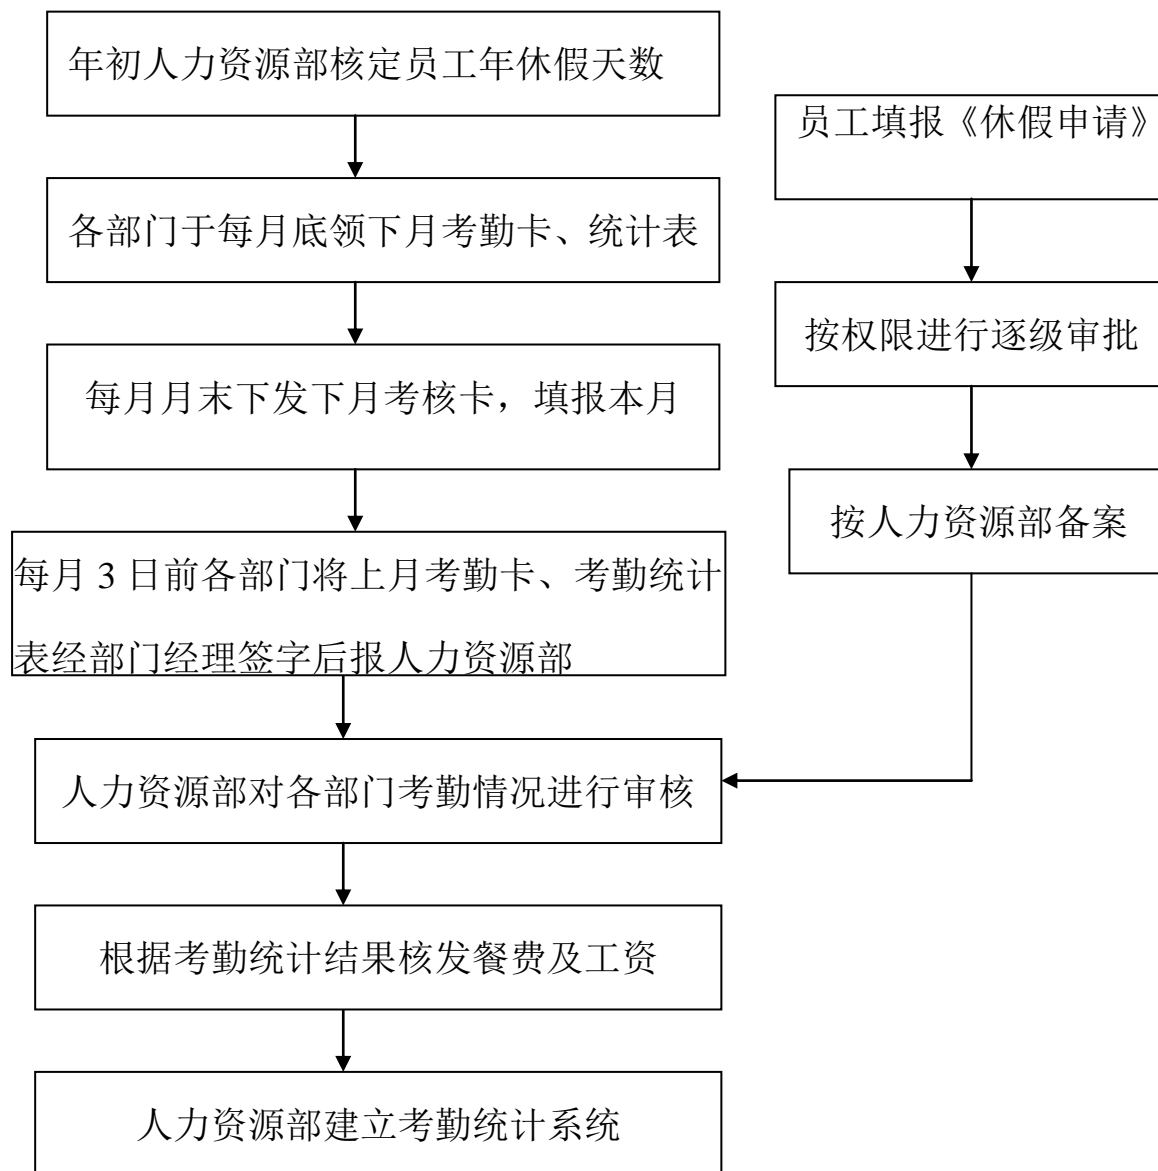 年初人力资源部核定员工年休假天数
各部门于每月底领下月考勤卡、统计表
每月月末下发下月考核卡，填报本月
每月 3 日前各部门将上月考勤卡、考勤统计
表经部门经理签字后报人力资源部
人力资源部对各部门考勤情况进行审核
根据考勤统计结果核发餐费及工资
人力资源部建立考勤统计系统
员工填报《休假申请》
按权限进行逐级审批
按人力资源部备案